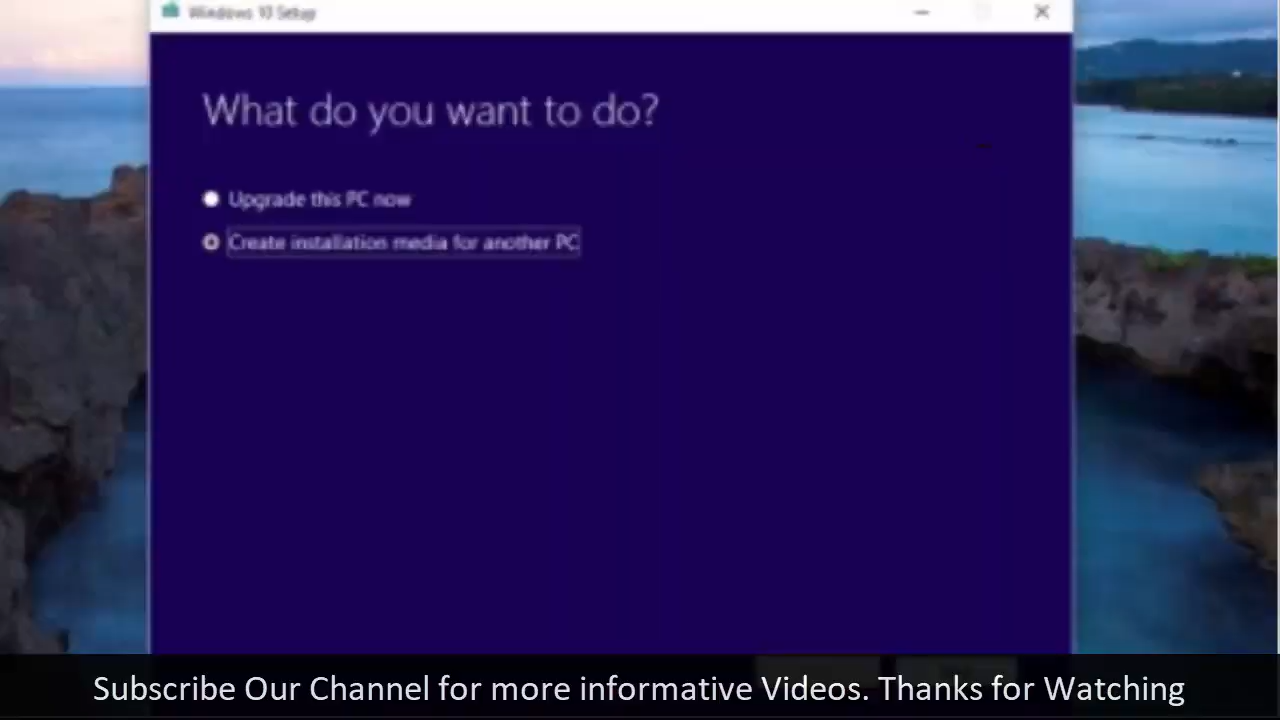 Windows 10 Setup
What do you want to do?
Upgrade this PC now
Create installation media for another PC
Subscribe Our Channel for more informative Videos. Thanks for Watching